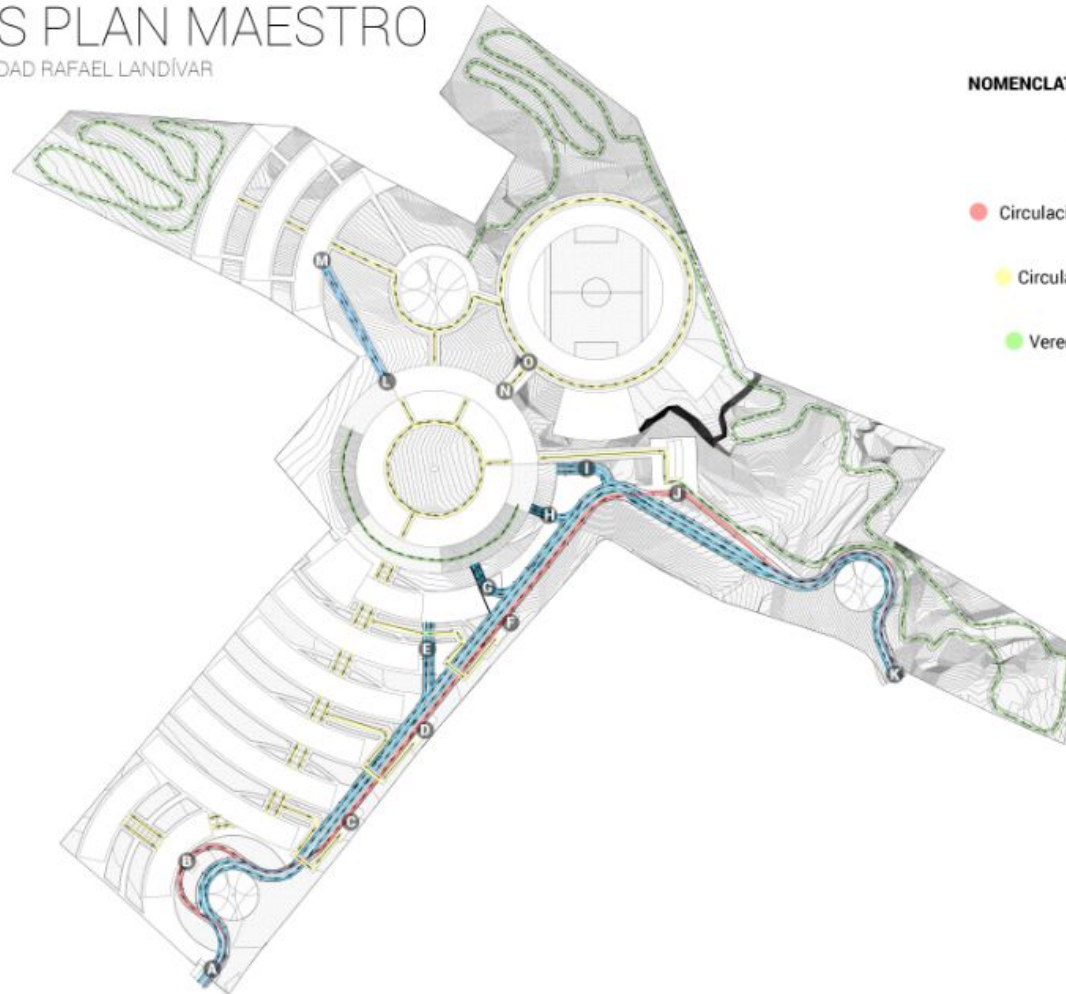 S PLAN MAESTRO
DAD RAFAEL LANDÍVAR
NOMENCLAT
Circulaci
Circula
Vere
M
L
O
N
I
J
H
G
F
E
K
D
C
B
A